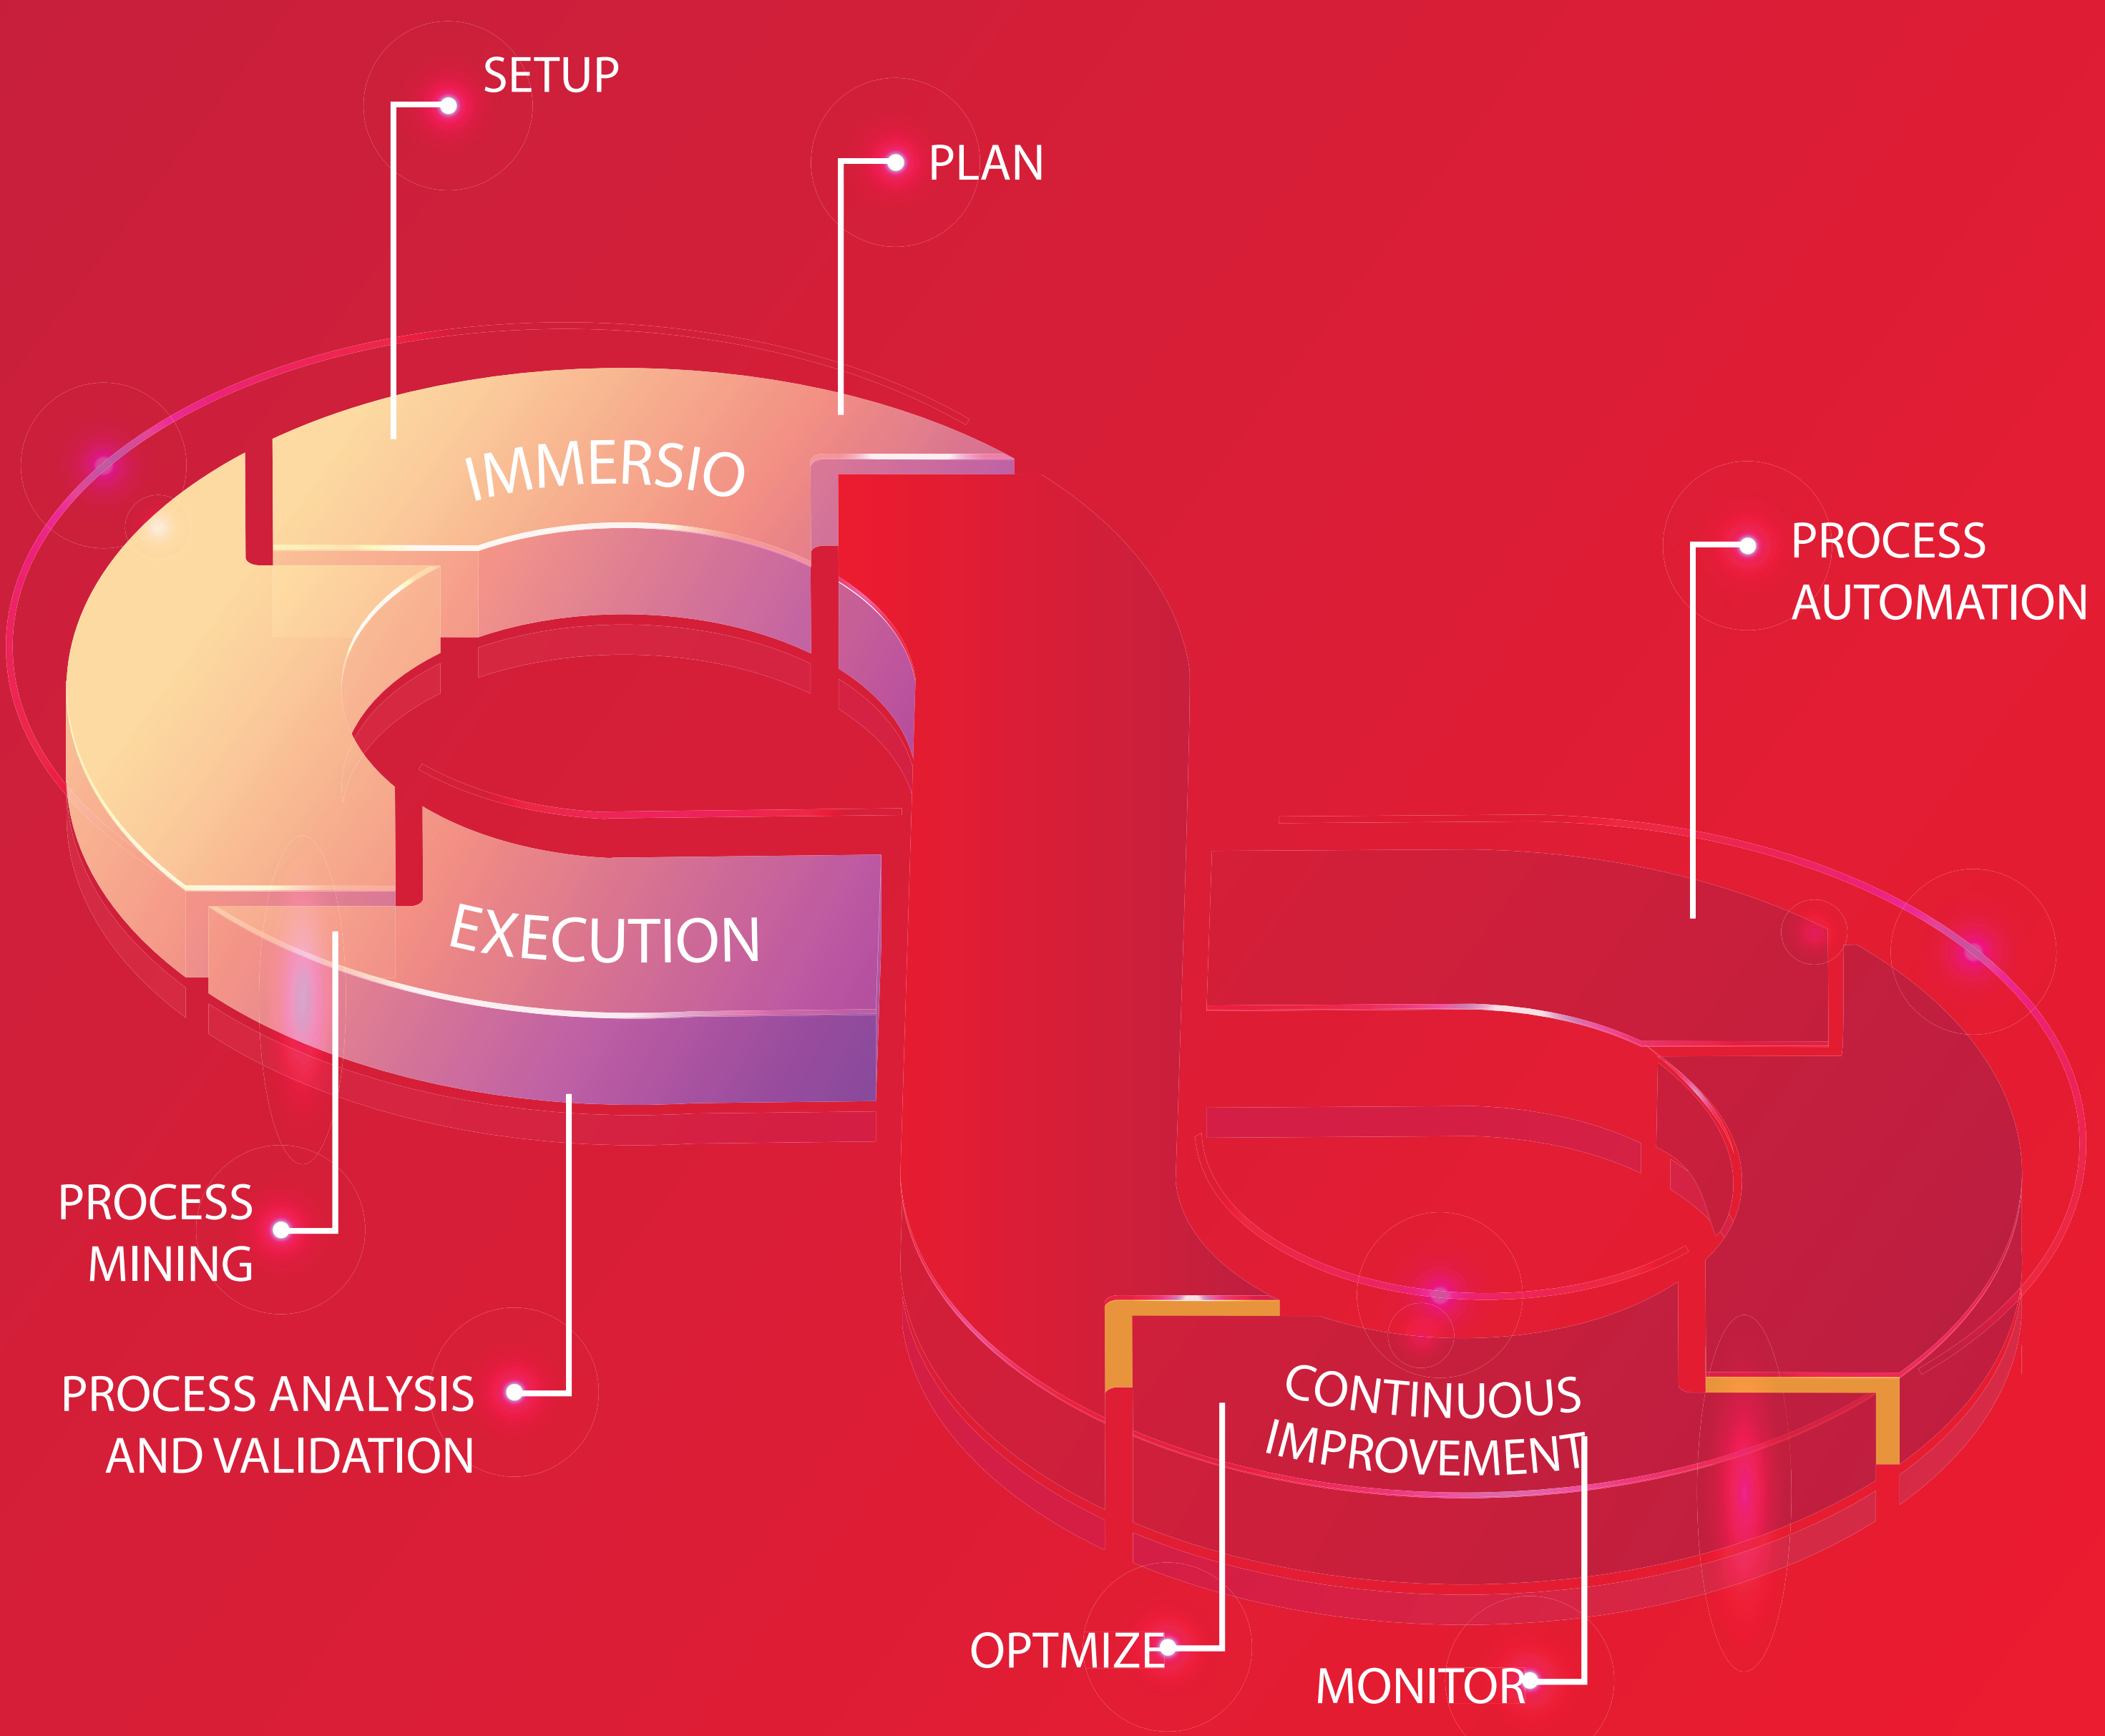 SETUP
PLAN
IMMERSIO
PROCESS
AUTOMATION
EXECUTION
PROCESS
MINING
PROCESS ANALYSIS
AND VALIDATION
CONTINUOUS
IMPROVEMENT
OPTMIZE
MONITOR